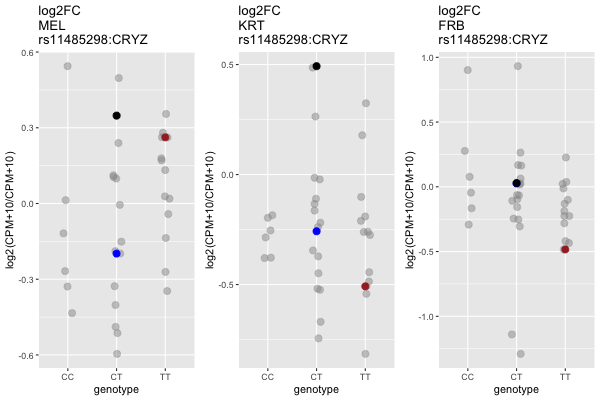 log2FC
MEL
rs11485298:CRYZ
log2(CPM+10/CPM+10)
0.6
0.3
0.0
-0.3
-0.6
CC
CT
TT
genotype
log2FC
KRT
rs11485298:CRYZ
log2(CPM+10/CPM+10)
0.5
-0.5
CC
CT
TT
genotype
log2FC
FRB
rs11485298:CRYZ
log2(CPM+10/CPM+10)
1.0
0.5
0.0
-0.5
-1.0
CC
CT
TT
genotype